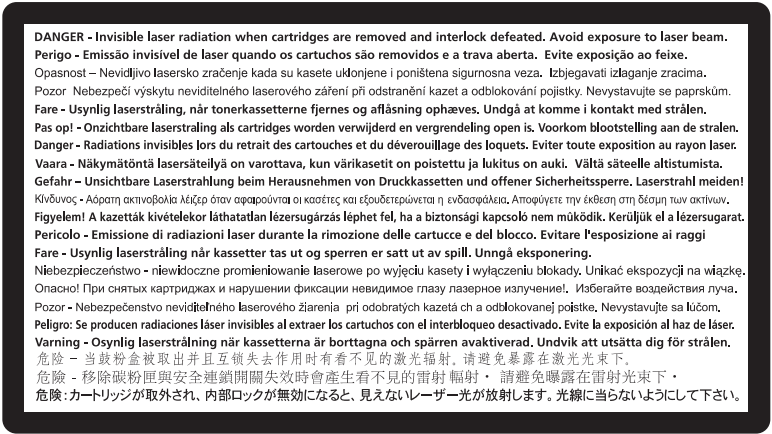 DANGER - Invisible laser radiation when cartridges are removed and interlock defeated. Avoid exposure to laser beam.
Perigo - Emissão invisível de laser quando os cartuchos são removidos e a trava aberta. Evite exposição ao feixe.
Opasnost – Nevidljivo lasersko zračenje kada su kasete uklonjene i poništena sigurnosna veza. Izbjegavati izlaganje zracima.
Pozor Nebezpečí výskytu neviditelného laserového záření při odstranění kazet a odblokování pojistky. Nevystavujte se paprskům.
Fare - Usynlig laserstråling, når tonerkassetterne fjernes og aflåsning ophæves. Undgå at komme i kontakt med strålen.
Pas op! - Onzichtbare laserstraling als cartridges worden verwijderd en vergrendeling open is. Voorkom blootstelling aan de stralen.
Danger - Radiations invisibles lors du retrait des cartouches et du déverouillage des loquets. Eviter toute exposition au rayon laser.
Vaara - Näkymätöntä lasersäteilyä on varottava, kun värikasetit on poistettu ja lukitus on auki. Vältä säteelle altistumista.
Gefahr – Unsichtbare Laserstrahlung beim Herausnehmen von Druckkassetten und offener Sicherheitssperre. Laserstrahl meiden!
Κίνδυνος - Αόρατη ακτινοβολία λέιζερ όταν αφαιρούνται οι κασέτες και εξουδετερώνεται η ενδασφάλεια. Αποφύγετε την έκθεση στη δέσμη των ακτίνων.
Figyelem! A kazetták kivételekor láthatatlan lézersugárzás léphet fel, ha a biztonsági kapcsoló nem mûködik. Kerüljük el a lézersugarat.
Pericolo - Emissione di radiazioni laser durante la rimozione delle cartucce e del blocco. Evitare l'esposizione ai raggi
Fare - Usynlig laserstråling når kassetter tas ut og sperren er satt ut av spill. Unngå eksponering.
Niebezpieczeństwo - niewidoczne promieniowanie laserowe po wyjęciu kasety i wyłączeniu blokady. Unikać ekspozycji na wiązkę.
Опасно! При снятых картриджах и нарушении фиксации невидимое глазу лазерное излучение!. Избегайте воздействия луча.
Pozor - Nebezpečenstvo neviditeľného laserového žiarenia pri odobratých kazetá ch a odblokovanej poistke. Nevystavujte sa lúčom.
Peligro: Se producen radiaciones láser invisibles al extraer los cartuchos con el interbloqueo desactivado. Evite la exposición al haz de láser.
Varning - Osynlig laserstrålning när kassetterna är borttagna och spärren avaktiverad. Undvik att utsätta dig för strålen.
危险 - 当鼓粉盒被取出并且互锁失去作用时有看不见的激光辐射。请避免暴露在激光光束下。
危險 - 移除碳粉匣與安全連鎖開關失效時會產生看不見的雷射輻射。 請避免曝露在雷射光束下。
危険：カートリッジが取外され、内部ロックが無効になると、見えないレーザー光が放射します。光線に当らないようにして下さい。